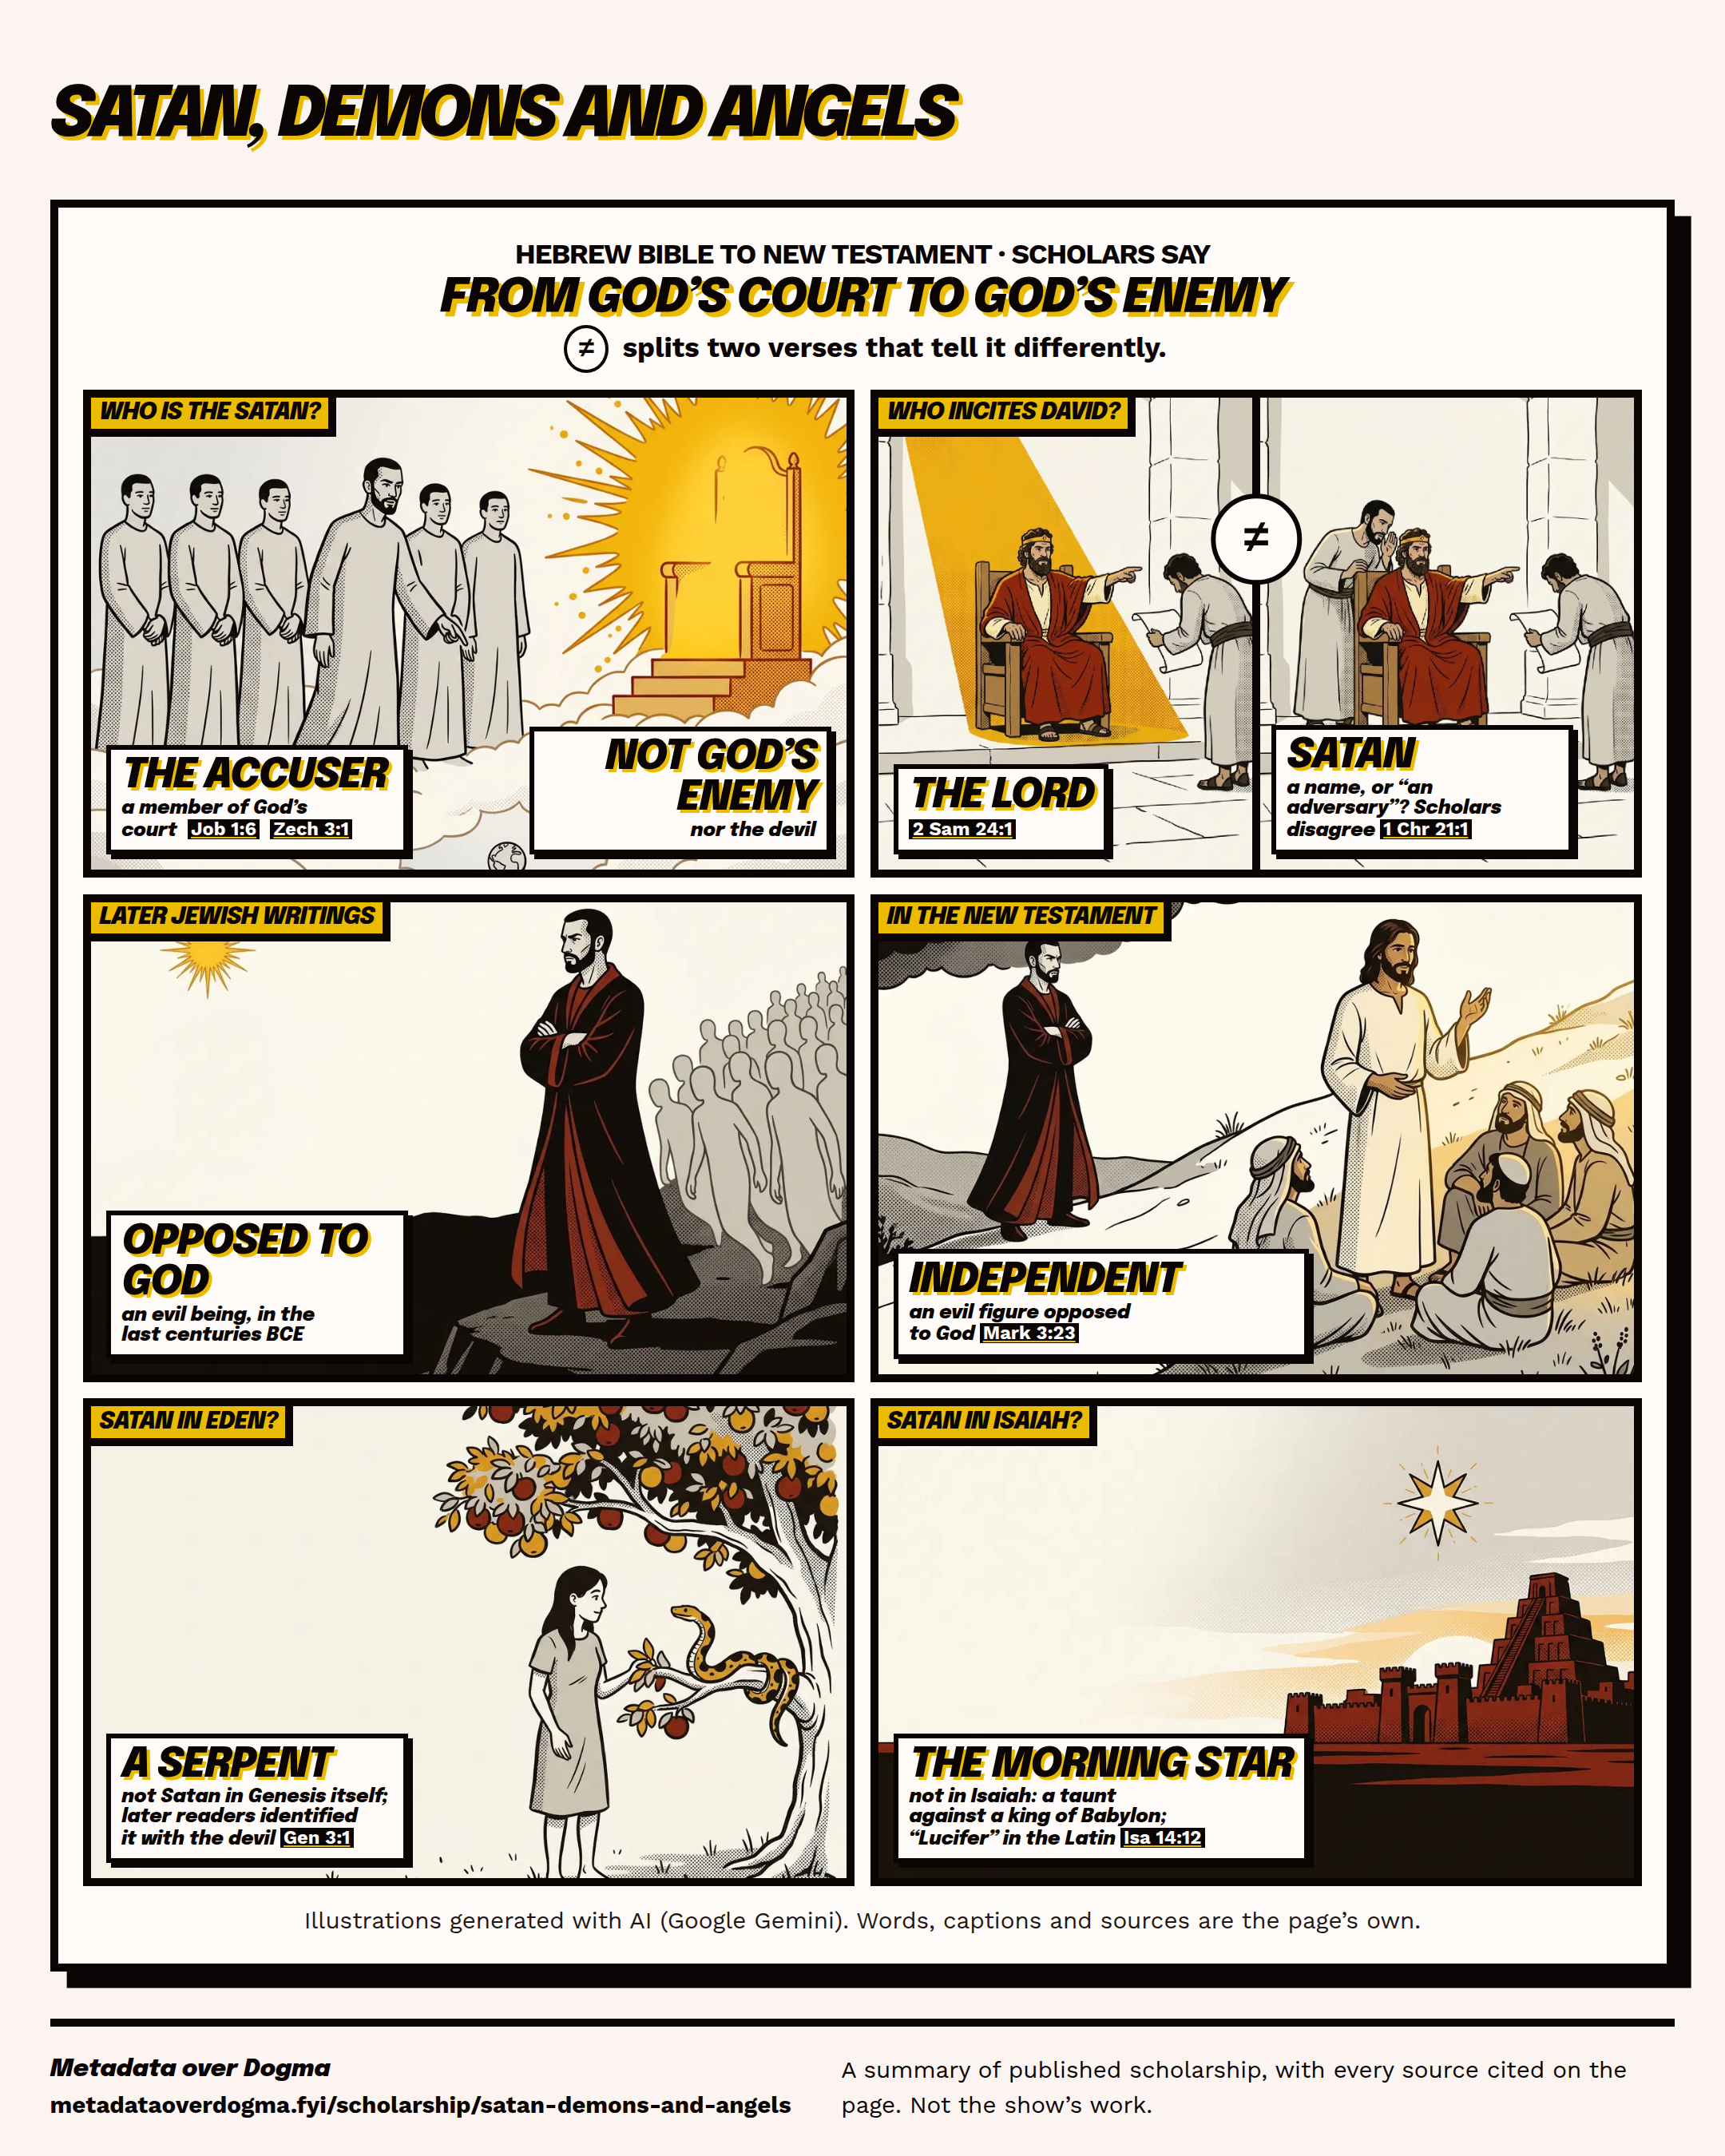 SATAN, DEMONS AND ANGELS
HEBREW BIBLE TO NEW TESTAMENT · SCHOLARS SAY
FROM GOD’S COURT TO GOD’S ENEMY
≠ splits two verses that tell it differently.
WHO IS THE SATAN?
THE ACCUSER
a member of God’s
court Job 1:6 Zech 3:1
NOT GOD’S
ENEMY
nor the devil
WHO INCITES DAVID?
THE LORD
2 Sam 24:1
≠
SATAN
a name, or “an
adversary”? Scholars
disagree 1 Chr 21:1
LATER JEWISH WRITINGS
OPPOSED TO
GOD
an evil being, in the
last centuries BCE
IN THE NEW TESTAMENT
INDEPENDENT
an evil figure opposed
to God Mark 3:23
SATAN IN EDEN?
A SERPENT
not Satan in Genesis itself;
later readers identified
it with the devil Gen 3:1
SATAN IN ISAIAH?
THE MORNING STAR
not in Isaiah: a taunt
against a king of Babylon;
“Lucifer” in the Latin Isa 14:12
Illustrations generated with AI (Google Gemini). Words, captions and sources are the page’s own.
Metadata over Dogma
metadataoverdogma.fyi/scholarship/satan-demons-and-angels
A summary of published scholarship, with every source cited on the
page. Not the show’s work.